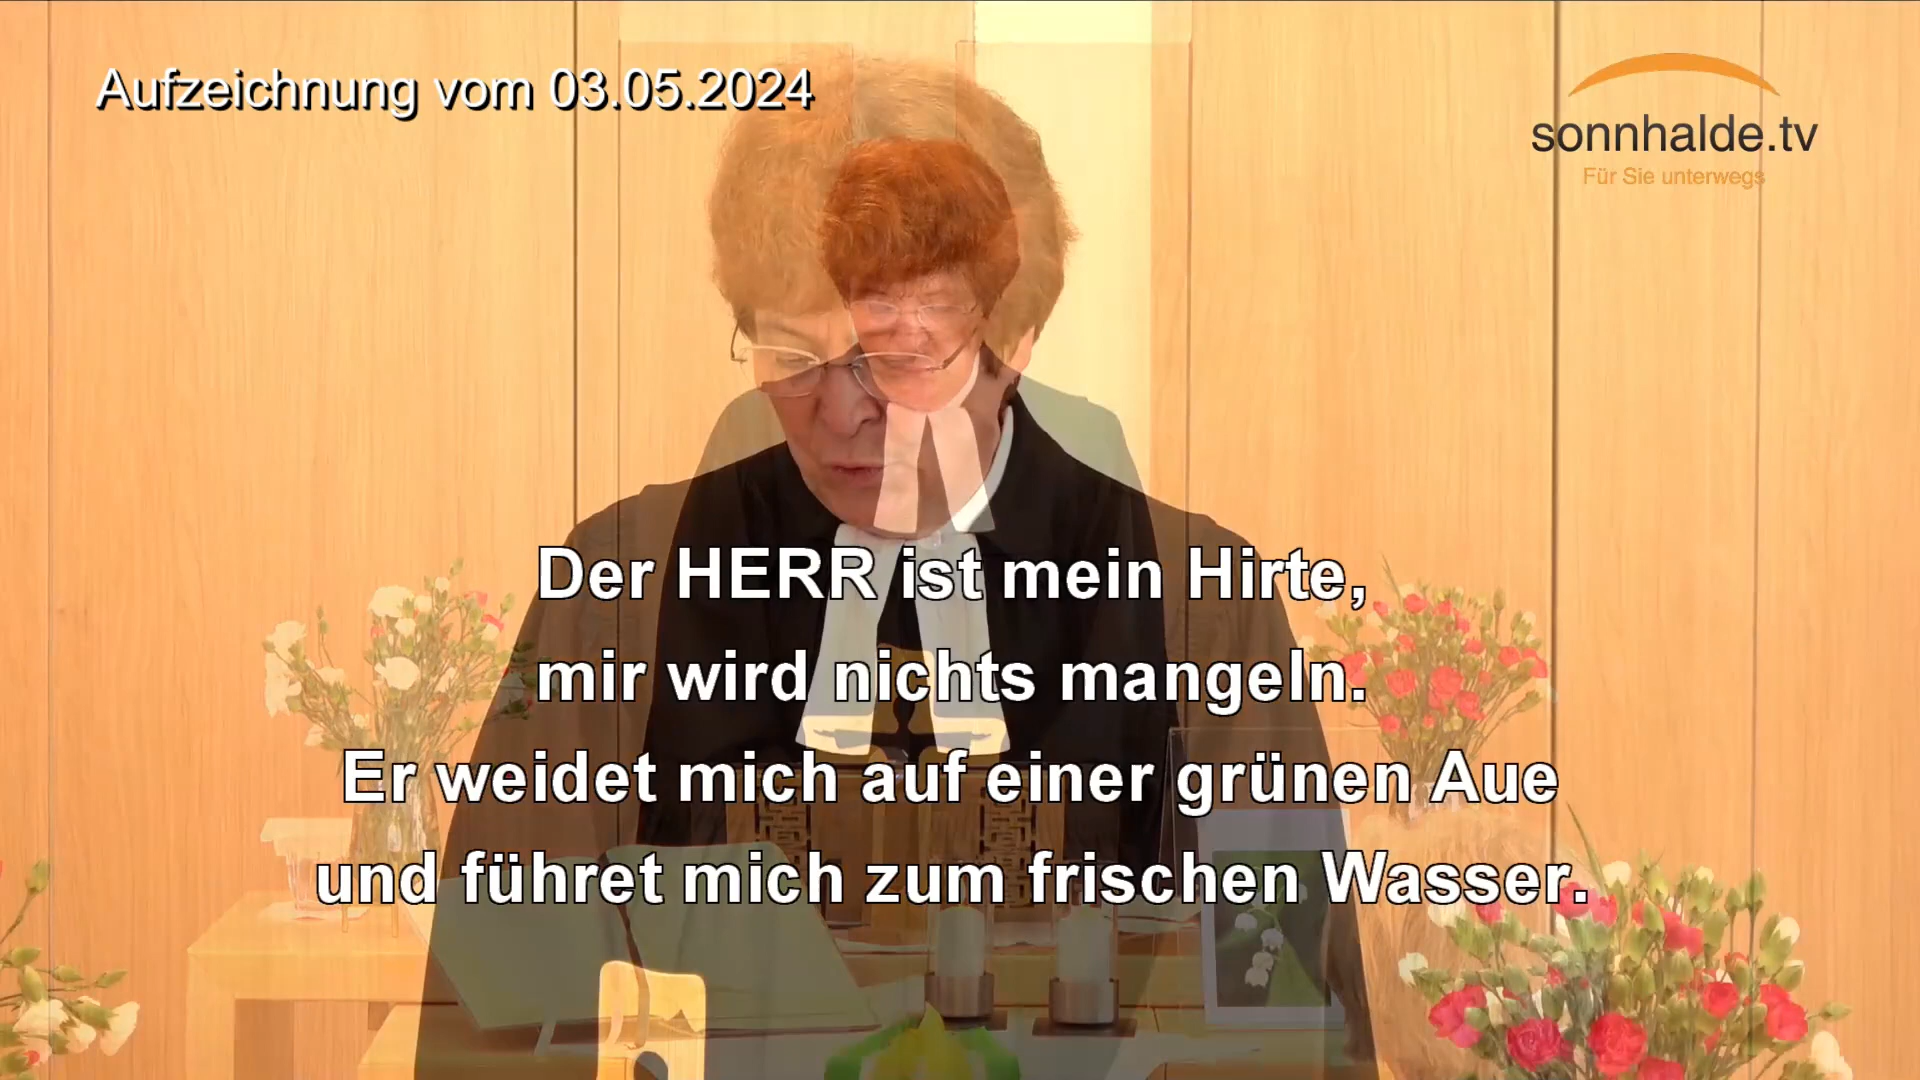 Aufzeichnung vom 03.05.2024
sonnhalde.tv
Für Sie unterwegs
Der HERR ist mein Hirte,
mir wird nichts mangeln.
Er weidet mich auf einer grünen Aue
und führet mich zum frischen Wasser.